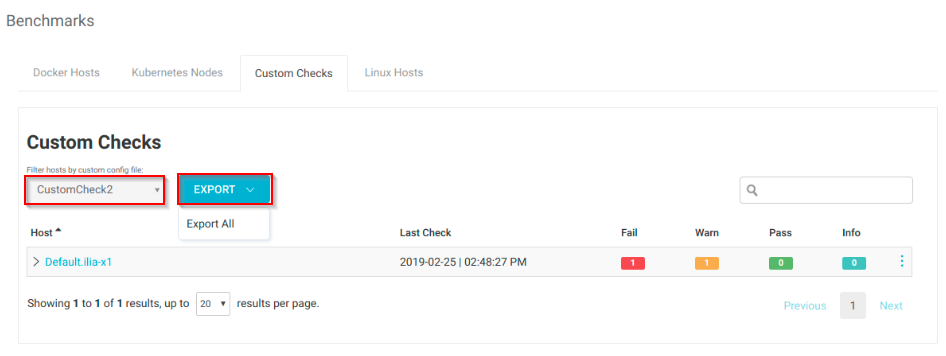 Benchmarks
Docker Hosts Kubernetes Nodes Custom Checks Linux Hosts
Custom Checks
Filter hosts by custom config file:
CustomCheck2 EXPORT
Export All
Host Last Check Fail Warn Pass Info
Default.ilia-x1 2019-02-25 | 02:48:27 PM 1 1 0 0
Showing 1 to 1 of 1 results, up to 20 results per page.
Previous 1 Next